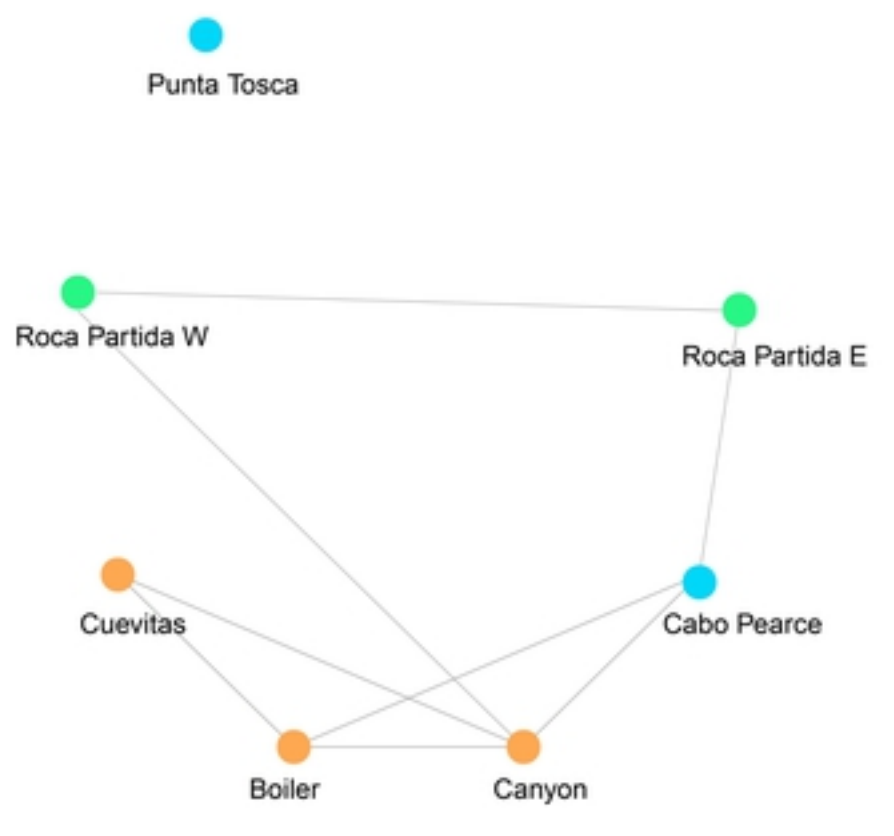 Punta Tosca
Roca Partida W
Roca Partida E
Cuevitas
Cabo Pearce
Boiler
Canyon